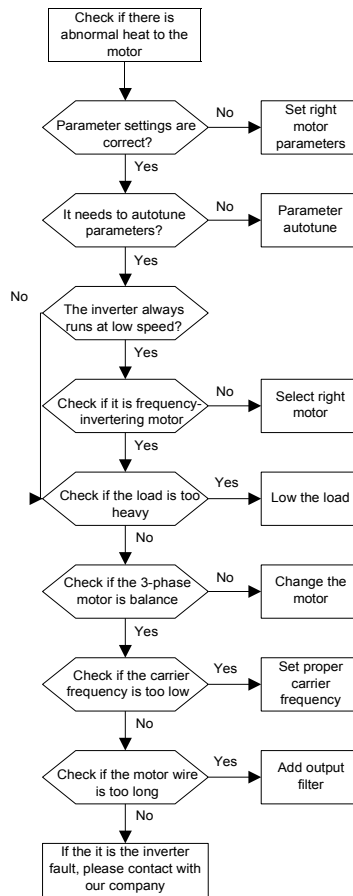 Check if there is
abnormal heat to the
motor
Parameter settings are
correct?
No
Set right
motor
parameters
Yes
It needs to autotune
parameters?
No
Parameter
autotune
Yes
No
The inverter always
runs at low speed?
Yes
Check if it is frequency-
invertering motor
No
Select right
motor
Yes
Check if the load is too
heavy
Yes
Low the load
No
Check if the 3-phase
motor is balance
No
Change the
motor
Yes
Check if the carrier
frequency is too low
Yes
Set proper
carrier
frequency
No
Check if the motor wire
is too long
Yes
Add output
filter
No
If the it is the inverter
fault, please contact with
our company